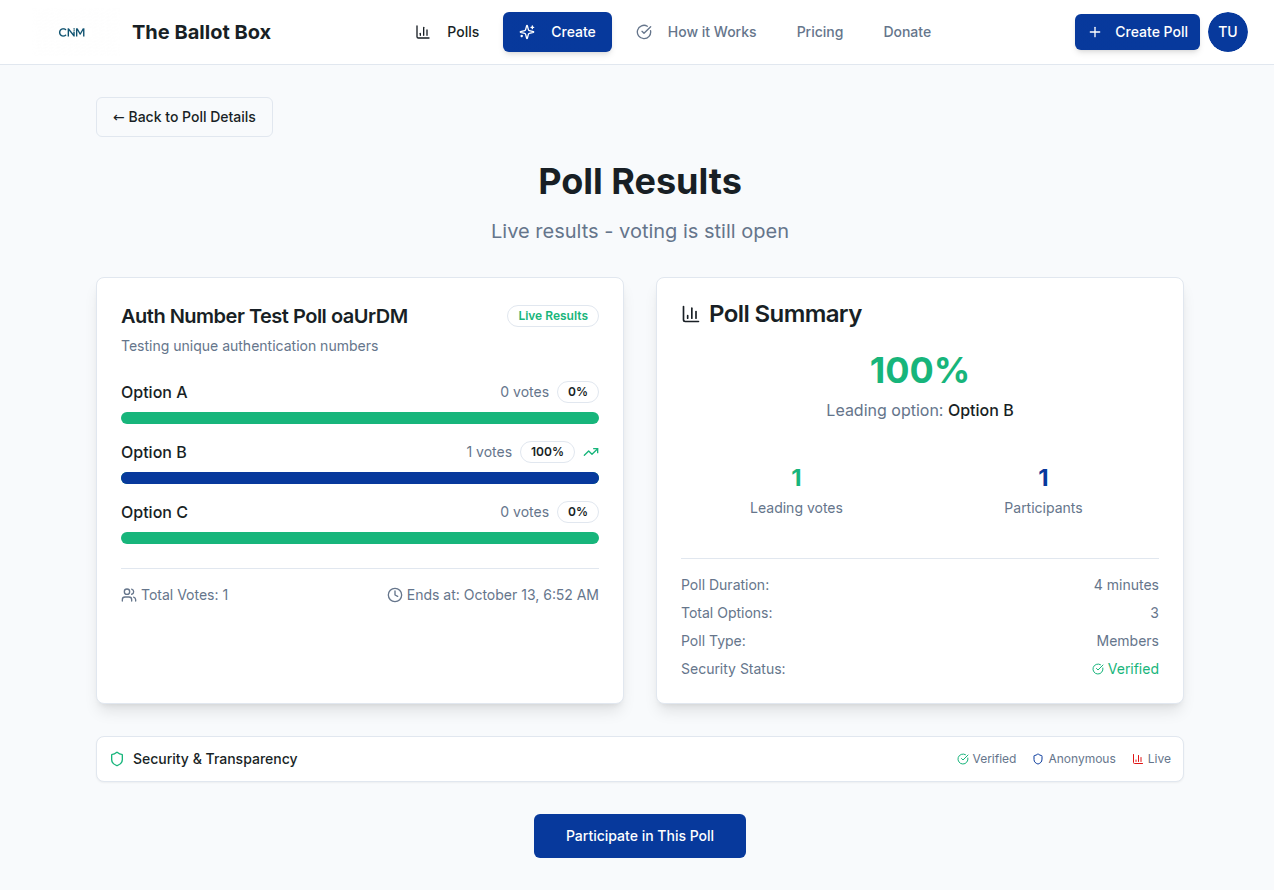 CNM The Ballot Box Polls Create How it Works Pricing Donate Create Poll TU
← Back to Poll Details
Poll Results
Live results - voting is still open
Auth Number Test Poll oaUrDM Live Results
Testing unique authentication numbers
Option A 0 votes 0%
Option B 1 votes 100%
Option C 0 votes 0%
Total Votes: 1 Ends at: October 13, 6:52 AM
Poll Summary
100%
Leading option: Option B
1 1
Leading votes Participants
Poll Duration: 4 minutes
Total Options: 3
Poll Type: Members
Security Status: Verified
Security & Transparency Verified Anonymous Live
Participate in This Poll